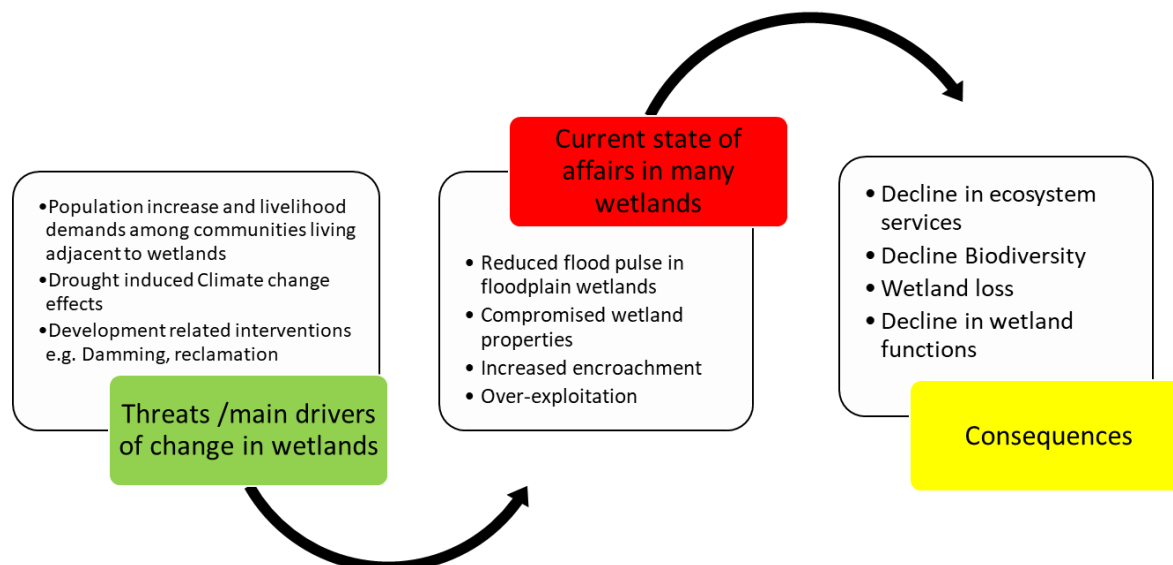 •Population increase and livelihood
demands among communities living
adjacent to wetlands
•Drought induced Climate change
effects
•Development related interventions
e.g. Damming, reclamation
Threats /main drivers
of change in wetlands
Current state of
affairs in many
wetlands
• Reduced flood pulse in
floodplain wetlands
• Compromised wetland
properties
• Increased encroachment
• Over-exploitation
• Decline in ecosystem
services
• Decline Biodiversity
• Wetland loss
• Decline in wetland
functions
Consequences